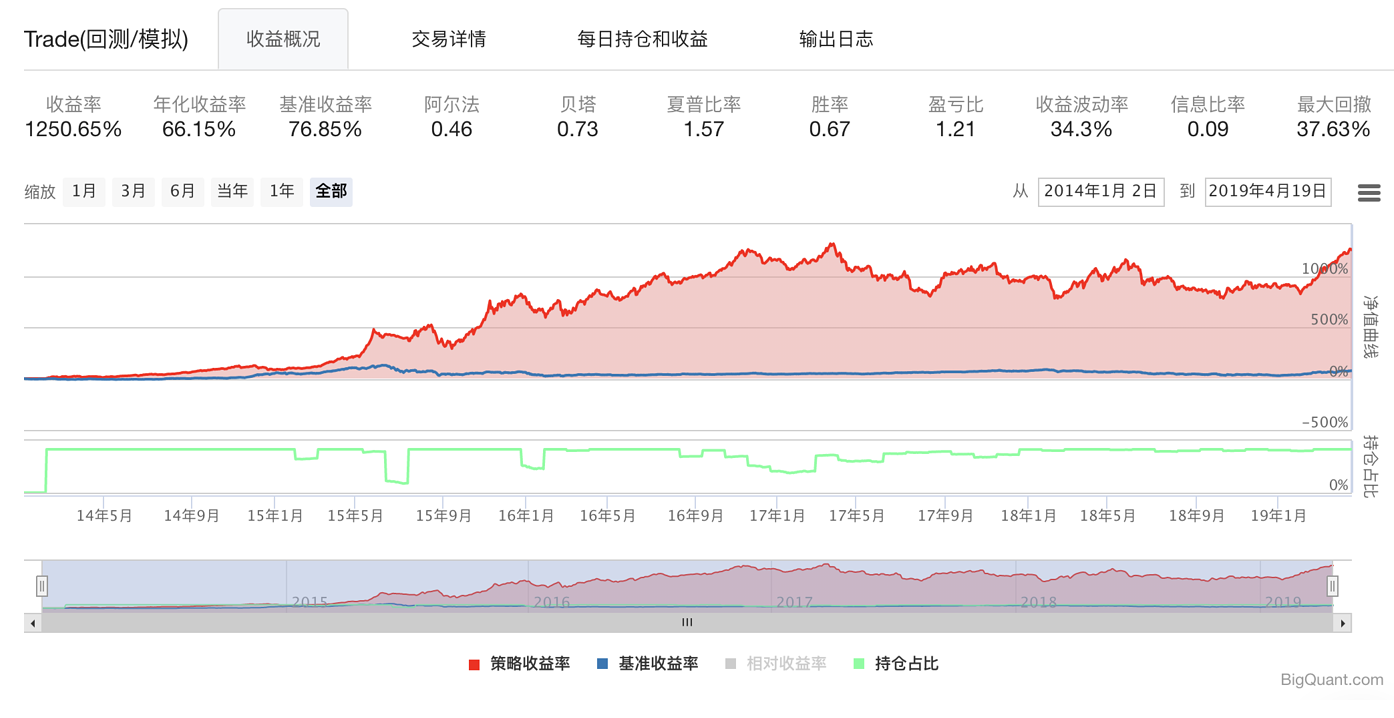 Trade(回测/模拟) 收益概况 交易详情 每日持仓和收益 输出日志
收益率 年化收益率 基准收益率 阿尔法 贝塔 夏普比率 胜率 盈亏比 收益波动率 信息比率 最大回撤
1250.65% 66.15% 76.85% 0.46 0.73 1.57 0.67 1.21 34.3% 0.09 37.63%
缩放 1月 3月 6月 当年 1年 全部 从 2014年1月 2日 到 2019年4月19日
1000%
500%
0%
-500%
净值曲线
0%
持仓占比
14年5月 14年9月 15年1月 15年5月 15年9月 16年1月 16年5月 16年9月 17年1月 17年5月 17年9月 18年1月 18年5月 18年9月 19年1月
2015 2016 2017 2018 2019
策略收益率 基准收益率 相对收益率 持仓占比
BigQuant.com